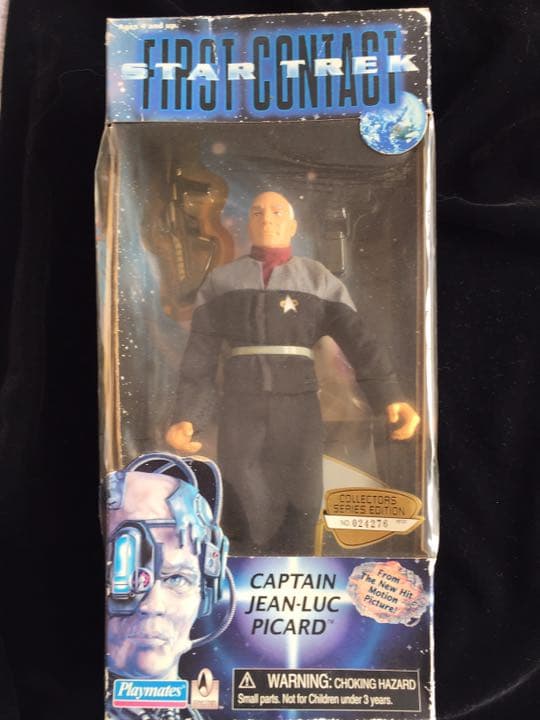 Ages 4 and up.
STAR TREK
FIRST CONTACT
COLLECTORS
SERIES EDITION
NO. 024276
CAPTAIN
JEAN-LUC
PICARD™
From
The New Hit
Motion
Picture!
Playmates®
WARNING: CHOKING HAZARD
Small parts. Not for Children under 3 years.